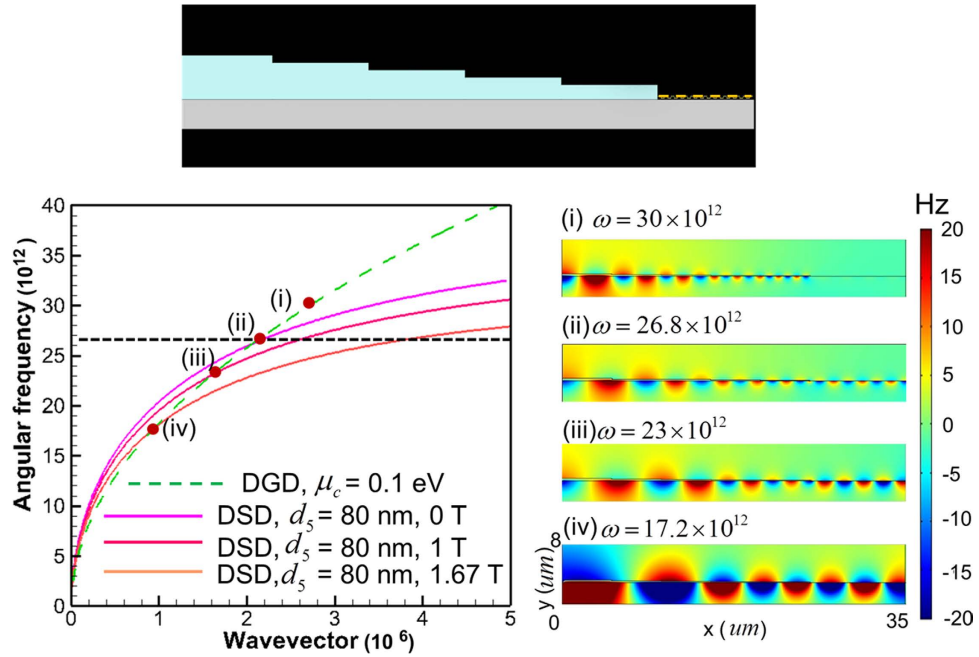 Angular frequency (10¹²)
40
35
30
25
20
15
10
5
0
0 1 2 3 4 5
Wavevector (10 ⁶)
(i)
(ii)
(iii)
(iv)
DGD, μc = 0.1 eV
DSD, d₅ = 80 nm, 0 T
DSD, d₅ = 80 nm, 1 T
DSD, d₅ = 80 nm, 1.67 T
(i) ω = 30×10¹²
(ii) ω = 26.8×10¹²
(iii) ω = 23×10¹²
(iv) ω = 17.2×10¹²
8
y (um)
0
x (um)
35
Hz
20
15
10
5
0
-5
-10
-15
-20